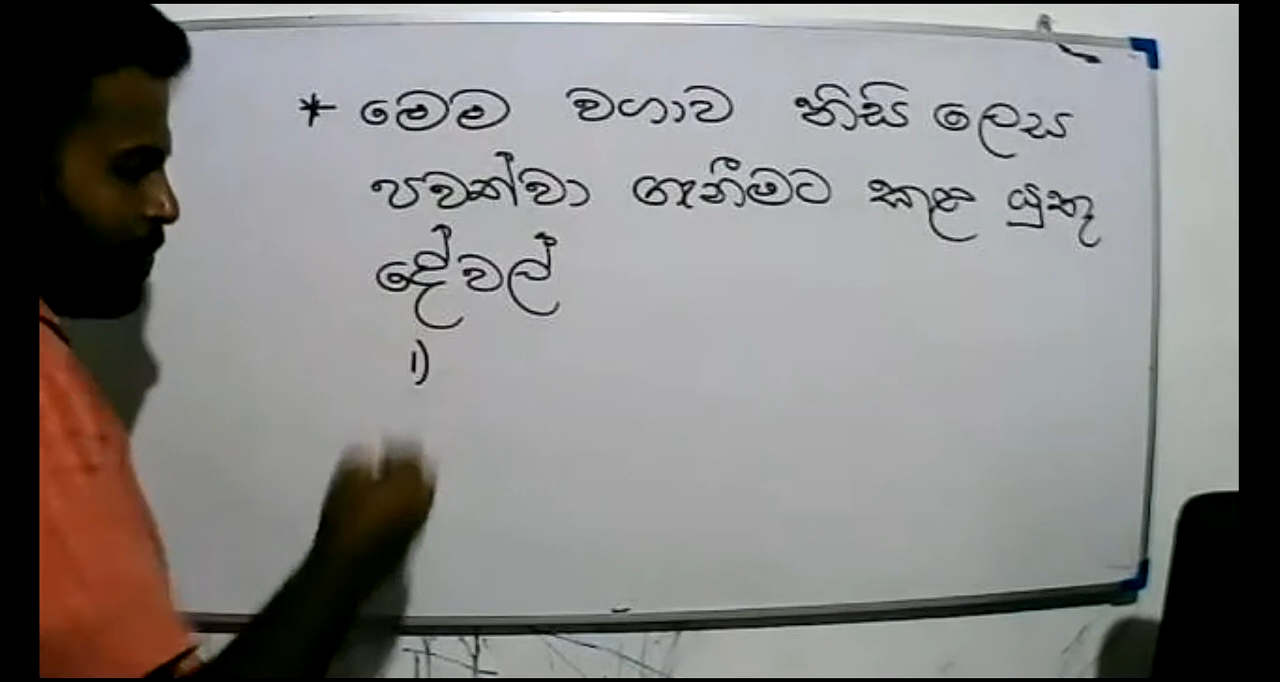 * මෙම වගාව නිසි ලෙස
පවත්වා ගැනීමට කළ යුතු
දේවල්
1)